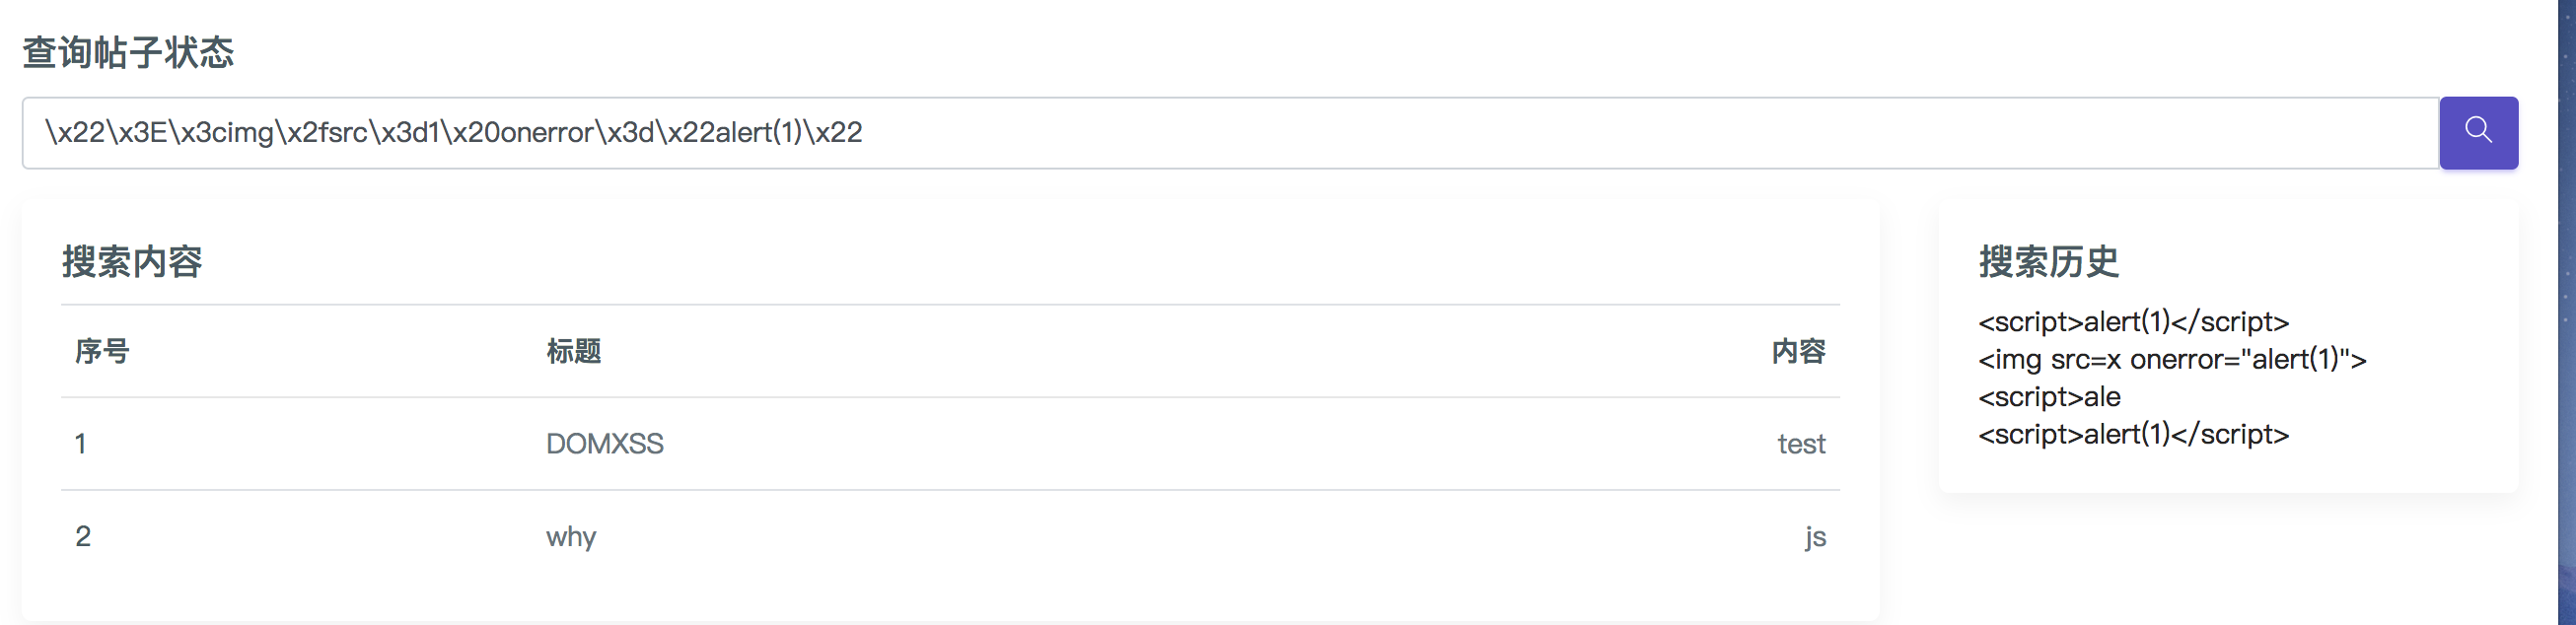 查询帖子状态
\x22\x3E\x3cimg\x2fsrc\x3d1\x20onerror\x3d\x22alert(1)\x22
搜索内容
序号 标题 内容
1 DOMXSS test
2 why js
搜索历史
<script>alert(1)</script>
<img src=x onerror="alert(1)">
<script>ale
<script>alert(1)</script>